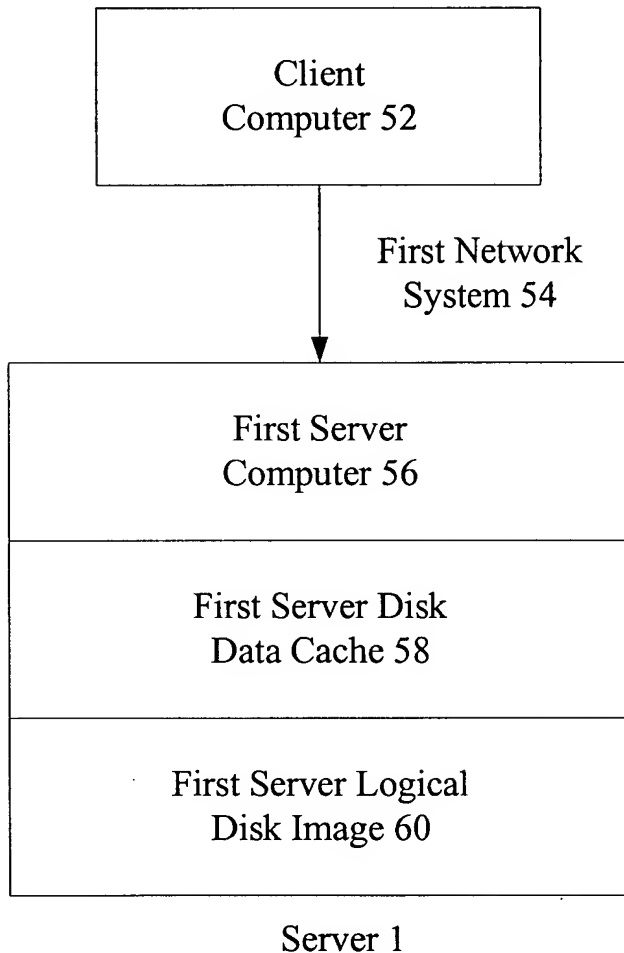 Client
Computer 52
First Network
System 54
First Server
Computer 56
First Server Disk
Data Cache 58
First Server Logical
Disk Image 60
Server 1